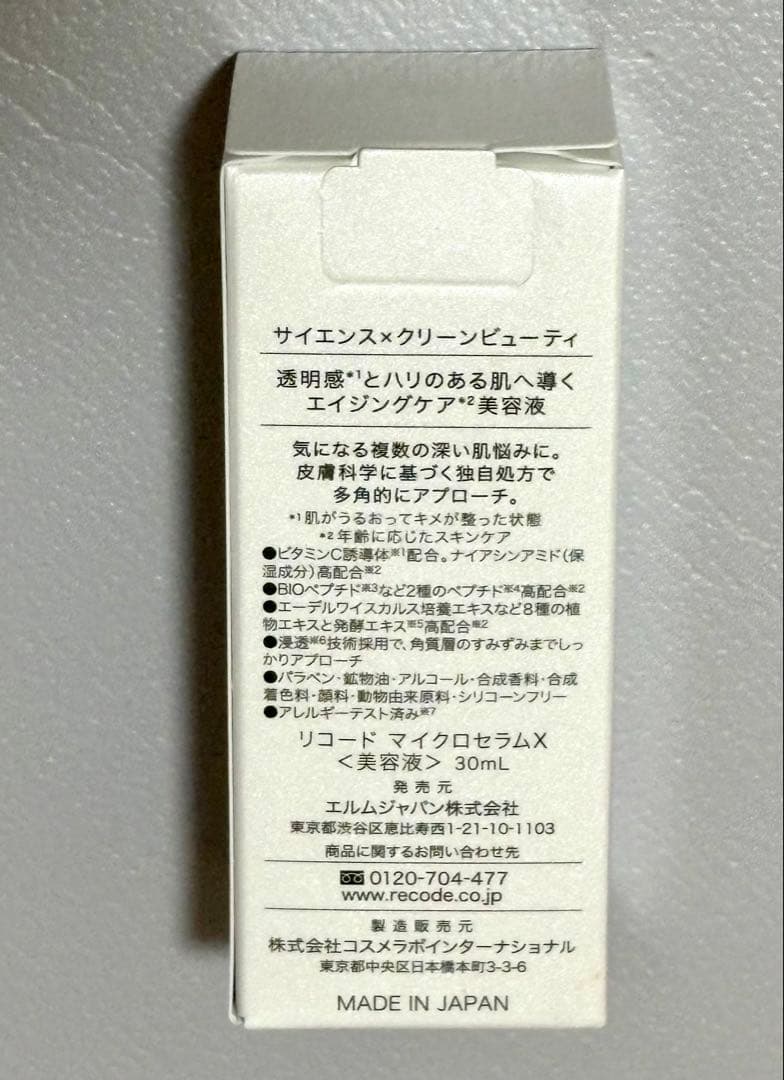 サイエンス×クリーンビューティ
透明感*1とハリのある肌へ導く
エイジングケア*2美容液
気になる複数の深い肌悩みに。
皮膚科学に基づく独自処方で
多角的にアプローチ。
*1肌がうるおってキメが整った状態
*2年齢に応じたスキンケア
●ビタミンC誘導体※1配合。ナイアシンアミド(保
湿成分)高配合※2
●BIOペプチド※3など2種のペプチド※4高配合※2
●エーデルワイスカルス培養エキスなど8種の植
物エキスと発酵エキス※5高配合※2
●浸透※6技術採用で、角質層のすみずみまでしっ
かりアプローチ
●パラベン・鉱物油・アルコール・合成香料・合成
着色料・顔料・動物由来原料・シリコーンフリー
●アレルギーテスト済み※7
リコード マイクロセラムX
＜美容液＞ 30mL
発売元
エルムジャパン株式会社
東京都渋谷区恵比寿西1-21-10-1103
商品に関するお問い合わせ先
0120-704-477
www.recode.co.jp
製造販売元
株式会社コスメラボインターナショナル
東京都中央区日本橋本町3-3-6
MADE IN JAPAN